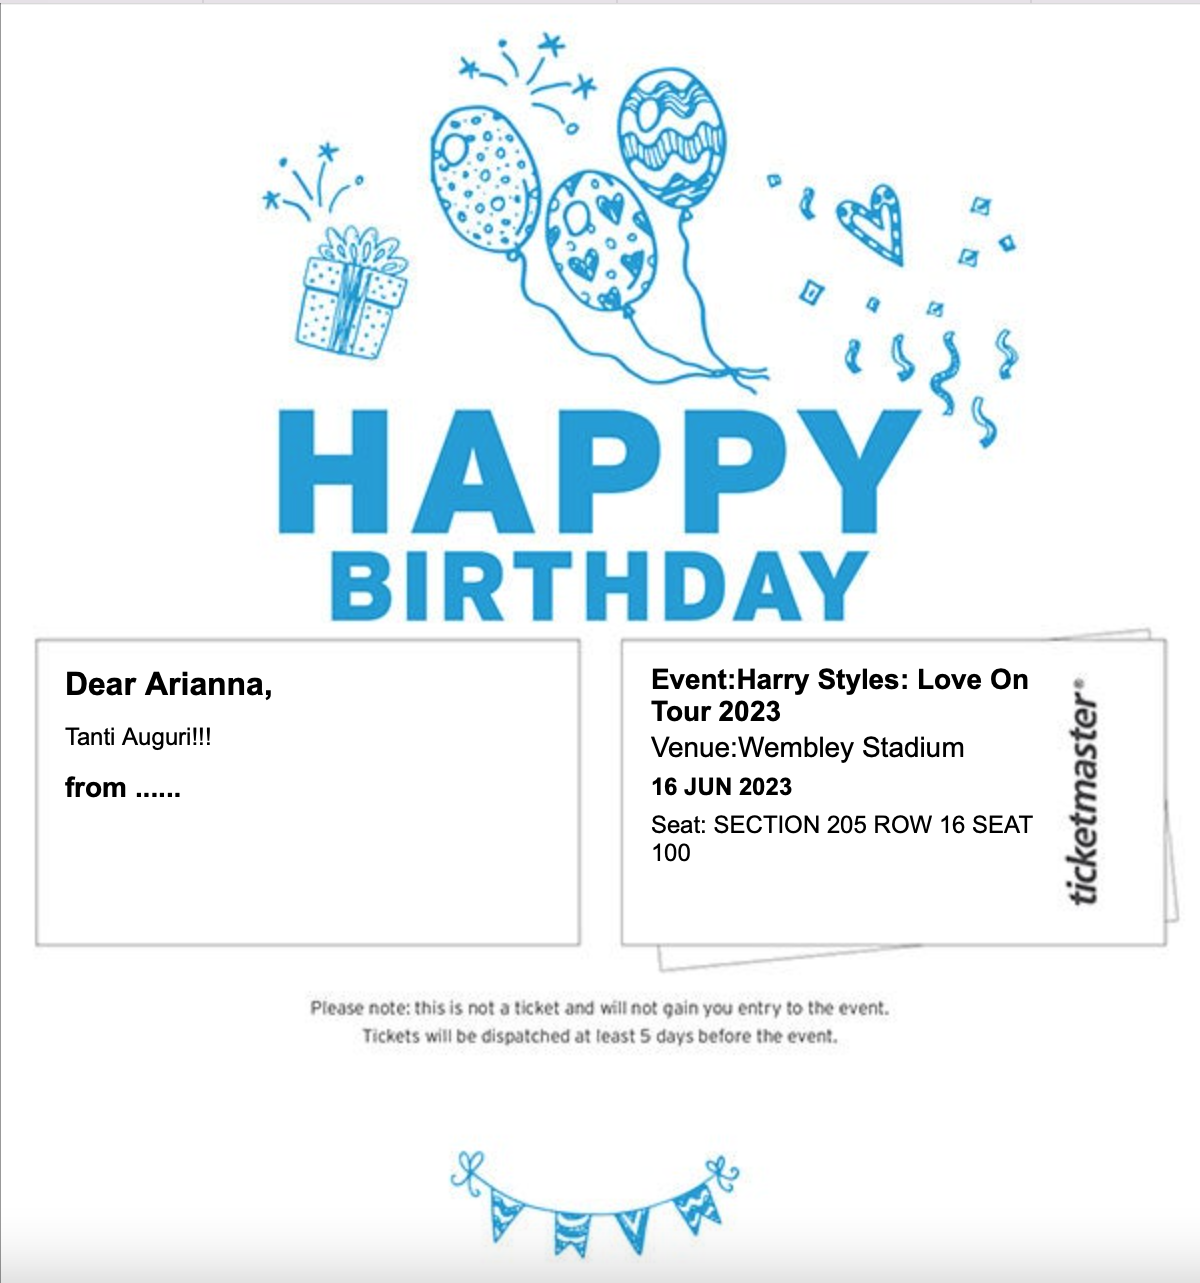 HAPPY
BIRTHDAY
Dear Arianna,
Tanti Auguri!!!
from ......
Event:Harry Styles: Love On
Tour 2023
Venue:Wembley Stadium
16 JUN 2023
Seat: SECTION 205 ROW 16 SEAT
100
ticketmaster®
Please note: this is not a ticket and will not gain you entry to the event.
Tickets will be dispatched at least 5 days before the event.